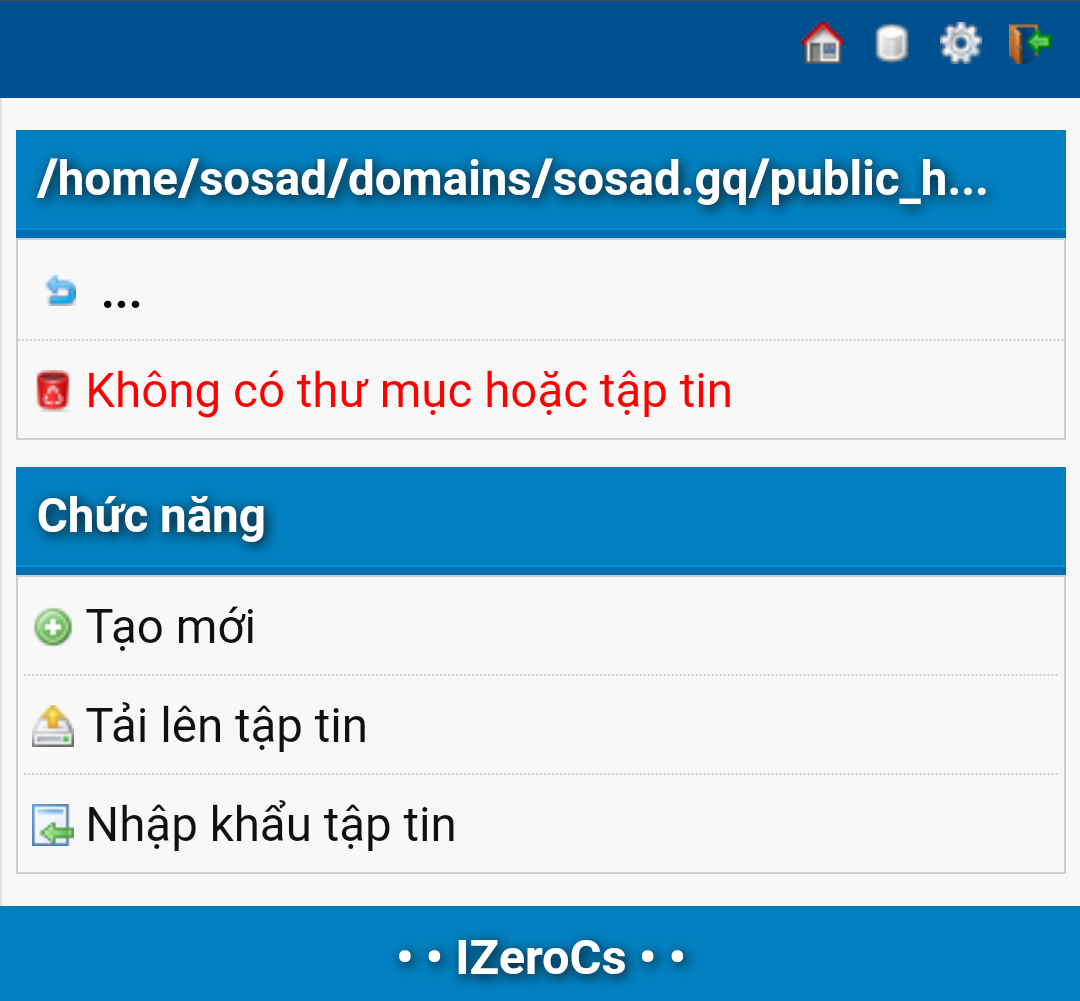 /home/sosad/domains/sosad.gq/public_h...
...
Không có thư mục hoặc tập tin
Chức năng
Tạo mới
Tải lên tập tin
Nhập khẩu tập tin
• • IZeroCs • •